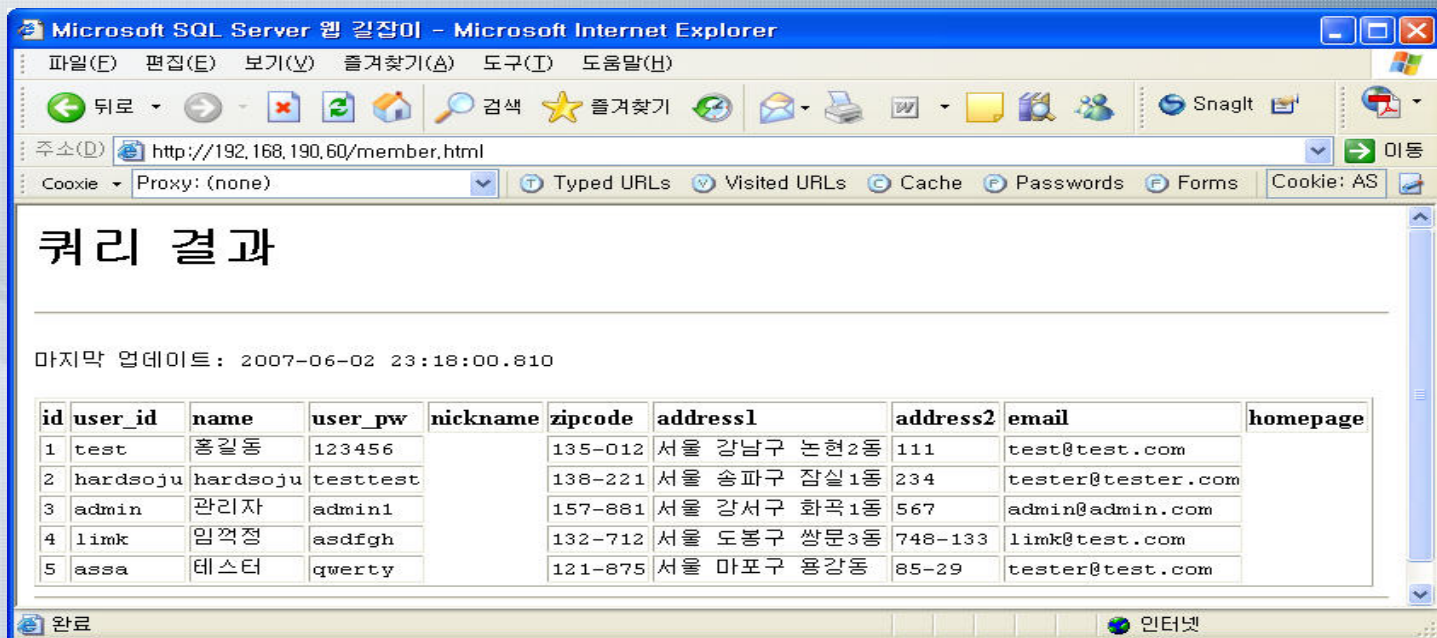 Microsoft SQL Server 웹 길잡이 - Microsoft Internet Explorer
파일(F) 편집(E) 보기(V) 즐겨찾기(A) 도구(T) 도움말(H)
뒤로 검색 즐겨찾기 SnagIt
주소(D) http://192.168.190.60/member.html 이동
Cooxie Proxy: (none) Typed URLs Visited URLs Cache Passwords Forms Cookie: AS
쿼리 결과
마지막 업데이트: 2007-06-02 23:18:00.810
id user_id name user_pw nickname zipcode address1 address2 email homepage
1 test 홍길동 123456 135-012 서울 강남구 논현2동 111 test@test.com
2 hardsoju hardsoju testtest 138-221 서울 송파구 잠실1동 234 tester@tester.com
3 admin 관리자 admin1 157-881 서울 강서구 화곡1동 567 admin@admin.com
4 limk 임꺽정 asdfgh 132-712 서울 도봉구 쌍문3동 748-133 limk@test.com
5 assa 테스터 qwerty 121-875 서울 마포구 용강동 85-29 tester@test.com
완료 인터넷